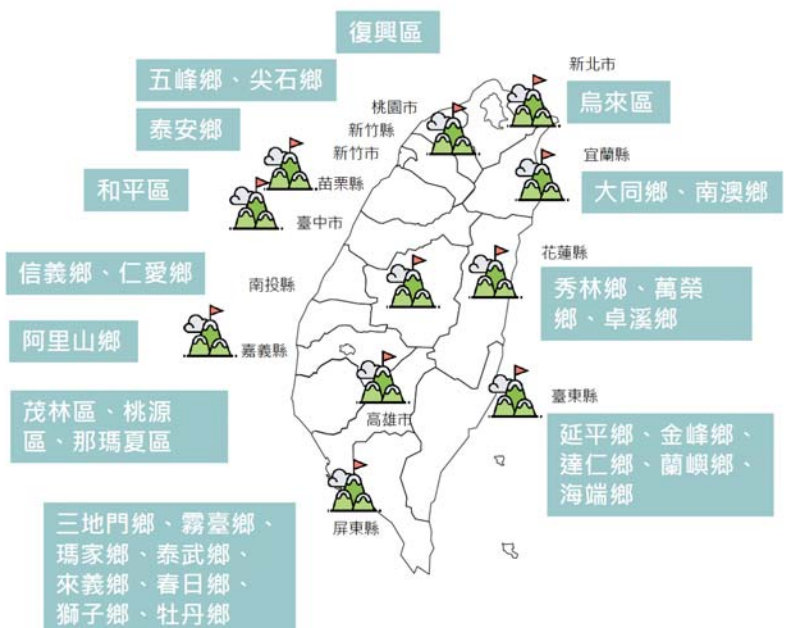 復興區
新北市
五峰鄉、尖石鄉
烏來區
桃園市
泰安鄉
新竹縣
新竹市
宜蘭縣
和平區
苗栗縣
大同鄉、南澳鄉
臺中市
花蓮縣
信義鄉、仁愛鄉
南投縣
秀林鄉、萬榮
鄉、卓溪鄉
阿里山鄉
嘉義縣
臺東縣
茂林區、桃源
區、那瑪夏區
高雄市
延平鄉、金峰鄉、
達仁鄉、蘭嶼鄉、
海端鄉
三地門鄉、霧臺鄉、
瑪家鄉、泰武鄉、
來義鄉、春日鄉、
獅子鄉、牡丹鄉
屏東縣